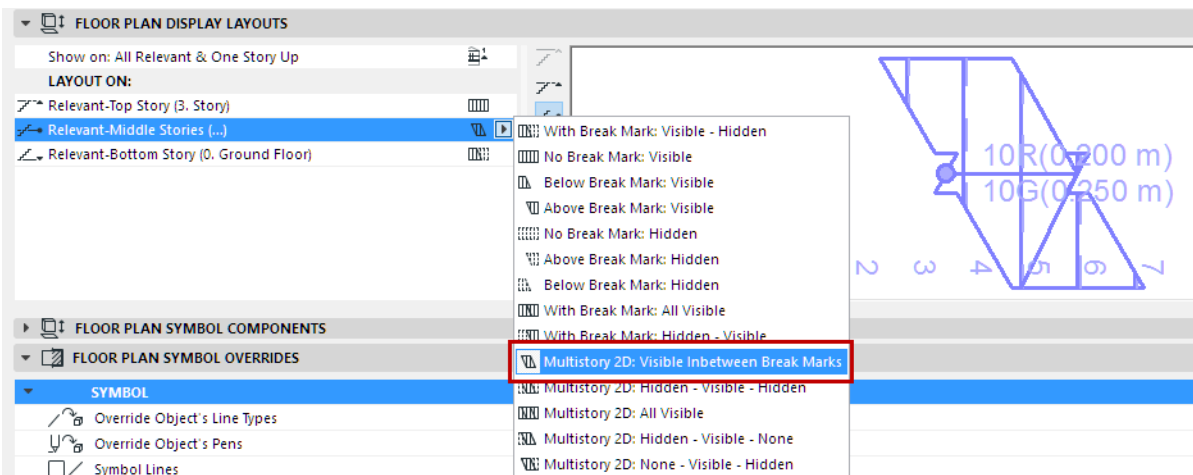 FLOOR PLAN DISPLAY LAYOUTS
Show on: All Relevant & One Story Up
LAYOUT ON:
Relevant-Top Story (3. Story)
Relevant-Middle Stories (...)
Relevant-Bottom Story (0. Ground Floor)
With Break Mark: Visible - Hidden
No Break Mark: Visible
Below Break Mark: Visible
Above Break Mark: Visible
No Break Mark: Hidden
Above Break Mark: Hidden
Below Break Mark: Hidden
With Break Mark: All Visible
With Break Mark: Hidden - Visible
Multistory 2D: Visible Inbetween Break Marks
Multistory 2D: Hidden - Visible - Hidden
Multistory 2D: All Visible
Multistory 2D: Hidden - Visible - None
Multistory 2D: None - Visible - Hidden
10R(0.200 m)
10G(0.250 m)
2 3 4 5 6 7
FLOOR PLAN SYMBOL COMPONENTS
FLOOR PLAN SYMBOL OVERRIDES
SYMBOL
Override Object's Line Types
Override Object's Pens
Symbol Lines